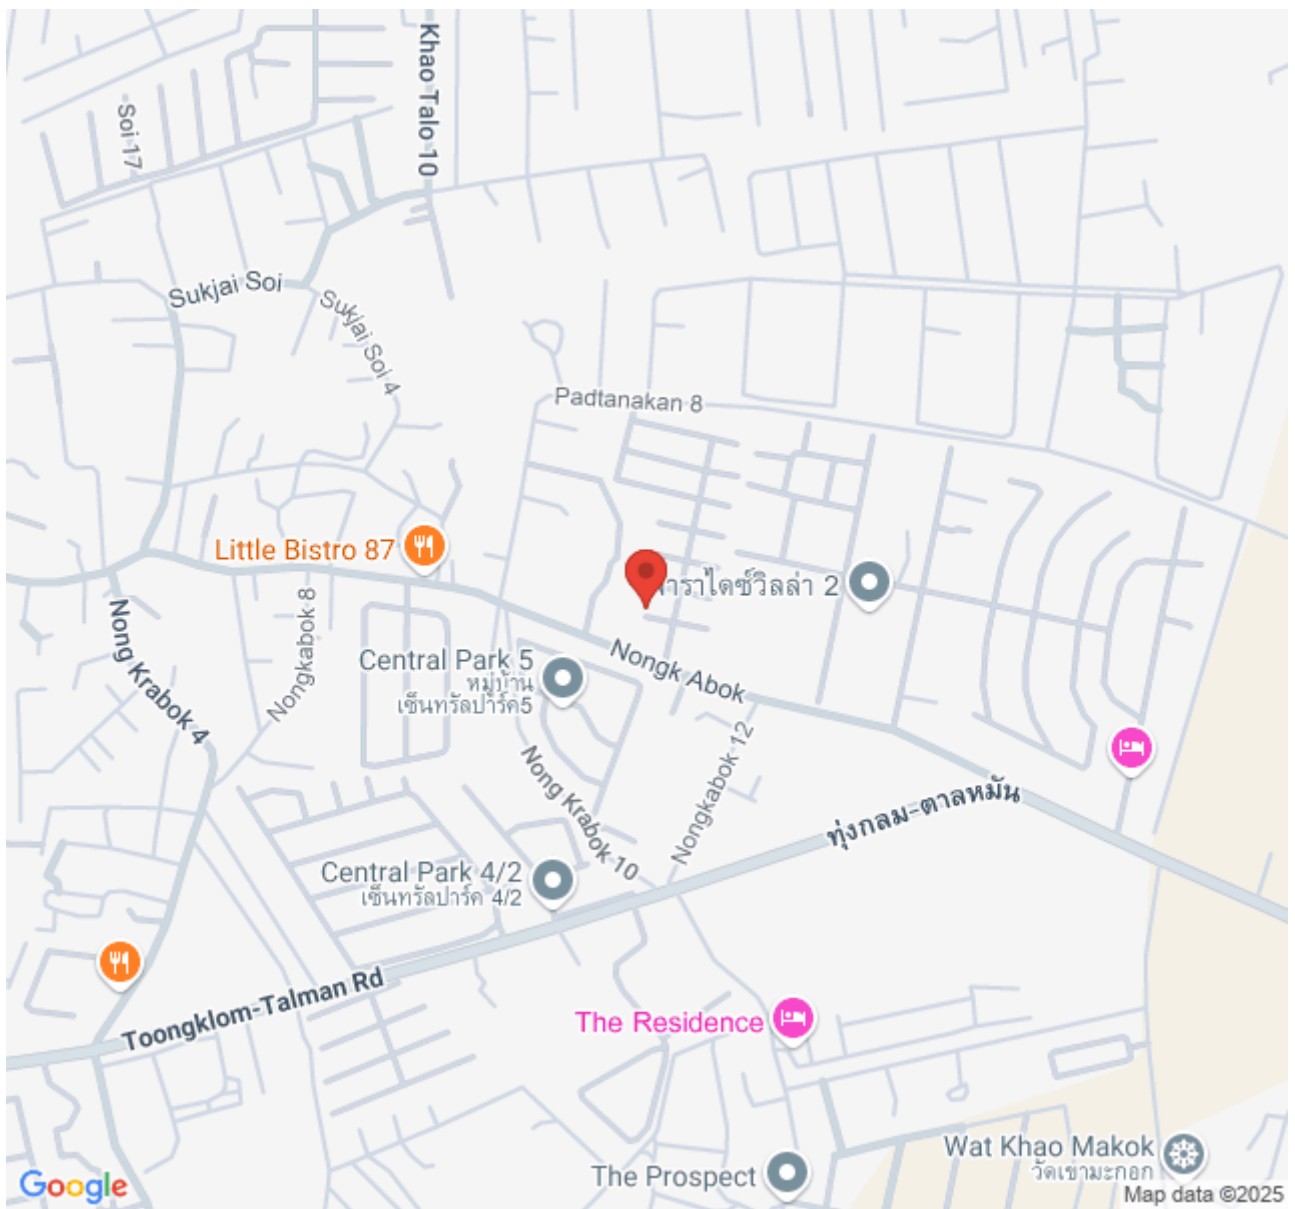 Khao Talo 10
Soi 17
Sukjai Soi
Sukjai Soi 4
Padtanakan 8
Little Bistro 87
าราไดซ์วิลล่า 2
Nong Krabok 4
Nongkabok 8
Central Park 5
หมู่บ้าน
เซ็นทรัลปาร์ค5
Nongk Abok
Nongkabok 12
Nong Krabok 10
ทุ่งกลม-ตาลหมัน
Central Park 4/2
เซ็นทรัลปาร์ค 4/2
Toongklom-Talman Rd
The Residence
Wat Khao Makok
วัดเขามะกอก
The Prospect
Google
Map data ©2025